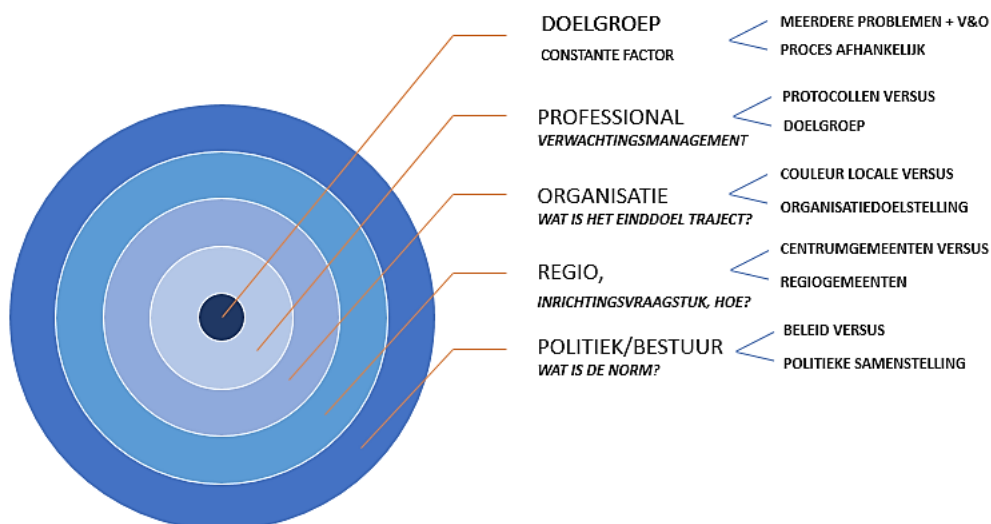 DOELGROEP
CONSTANTE FACTOR
MEERDERE PROBLEMEN + V&O
PROCES AFHANKELIJK
PROFESSIONAL
VERWACHTINGSMANAGEMENT
PROTOCOLLEN VERSUS
DOELGROEP
ORGANISATIE
WAT IS HET EINDDOEL TRAJECT?
COULEUR LOCALE VERSUS
ORGANISATIEDOELSTELLING
REGIO,
INRICHTINGSVRAAGSTUK, HOE?
CENTRUMGEMEENTEN VERSUS
REGIOGEMEENTEN
POLITIEK/BESTUUR
WAT IS DE NORM?
BELEID VERSUS
POLITIEKE SAMENSTELLING